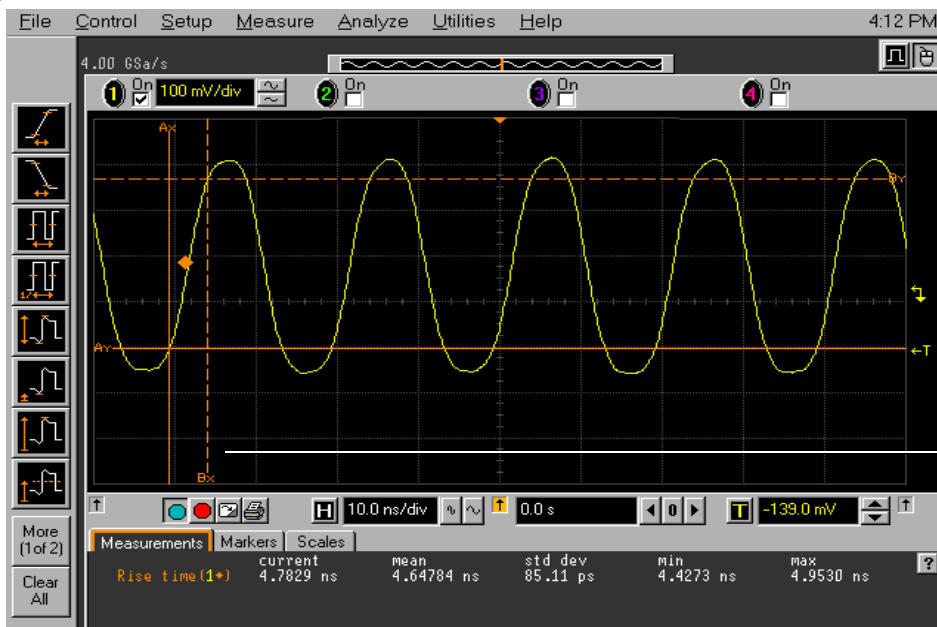 File Control Setup Measure Analyze Utilities Help 4:12 PM
4.00 GSa/s
1 On 100 mV/div 2 On 3 On 4 On
Ax
By
Ay
T
Bx
H 10.0 ns/div 0.0 s 0 T -139.0 mV
More
(1of 2)
Clear
All
Measurements Markers Scales
current mean std dev min max
Rise time(1) 4.7829 ns 4.64784 ns 85.11 ps 4.4273 ns 4.9530 ns
?